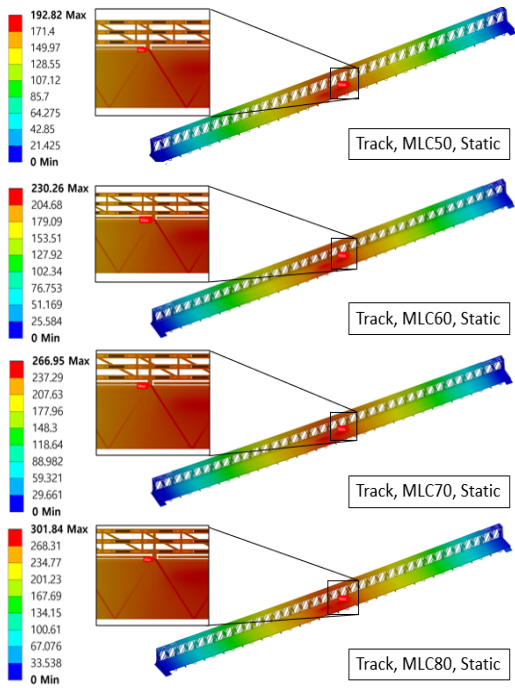 192.82 Max
171.4
149.97
128.55
107.12
85.7
64.275
42.85
21.425
0 Min
Track, MLC50, Static
230.26 Max
204.68
179.09
153.51
127.92
102.34
76.753
51.169
25.584
0 Min
Track, MLC60, Static
266.95 Max
237.29
207.63
177.96
148.3
118.64
88.982
59.321
29.661
0 Min
Track, MLC70, Static
301.84 Max
268.31
234.77
201.23
167.69
134.15
100.61
67.076
33.538
0 Min
Track, MLC80, Static